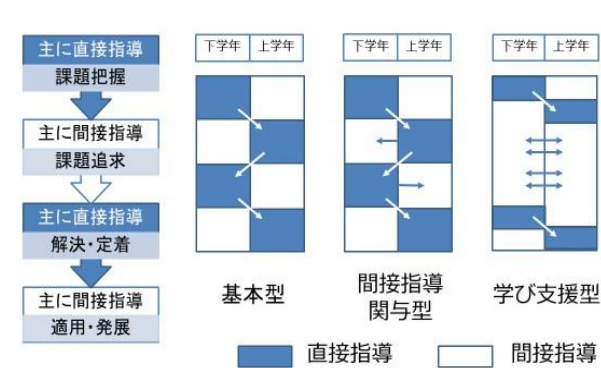 主に直接指導
課題把握
主に間接指導
課題追求
主に直接指導
解決・定着
主に間接指導
適用・発展
下学年 上学年
基本型
下学年 上学年
間接指導
関与型
下学年 上学年
学び支援型
直接指導
間接指導